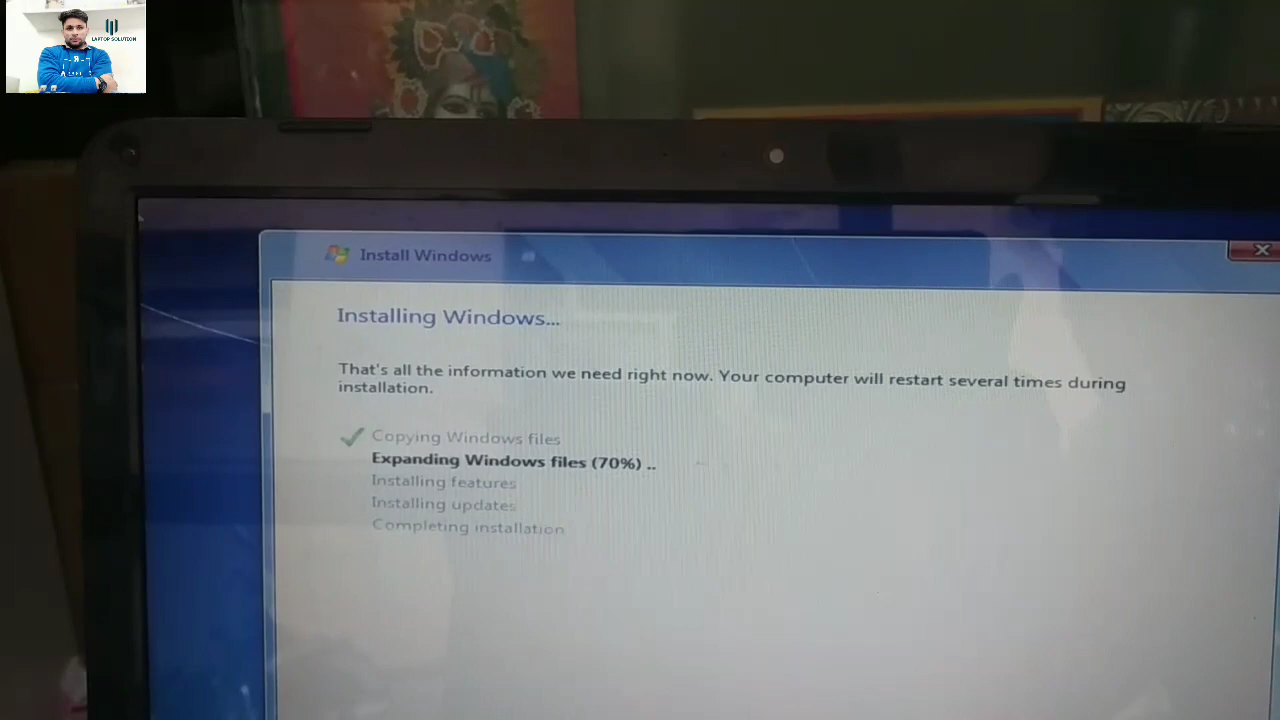 LAPTOP SOLUTION
Install Windows
Installing Windows...
That's all the information we need right now. Your computer will restart several times during
installation.
Copying Windows files
Expanding Windows files (70%) ..
Installing features
Installing updates
Completing installation